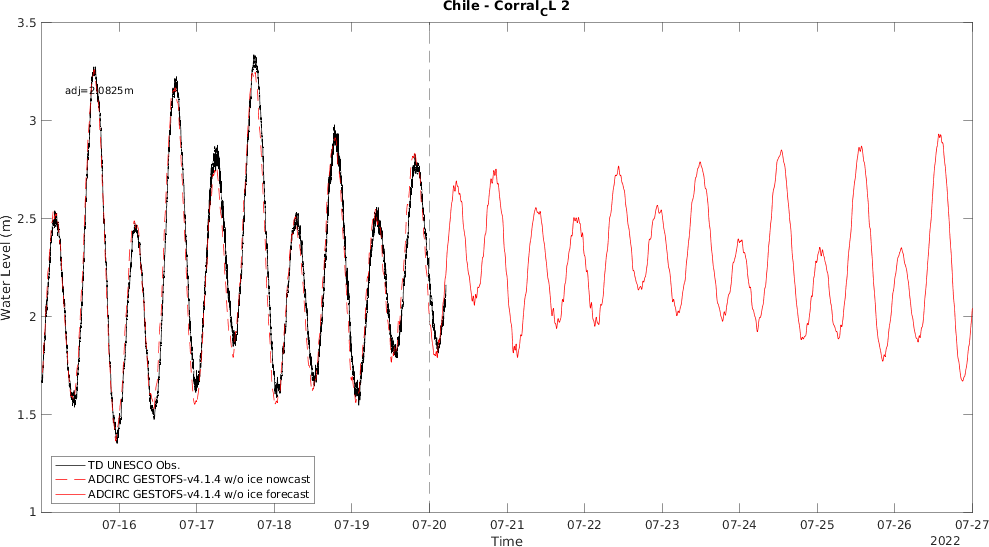 Chile - Corral_CL 2
3.5
adj=2.0825m
3
2.5
Water Level (m)
2
1.5
TD UNESCO Obs.
ADCIRC GESTOFS-v4.1.4 w/o ice nowcast
ADCIRC GESTOFS-v4.1.4 w/o ice forecast
1
07-16 07-17 07-18 07-19 07-20 07-21 07-22 07-23 07-24 07-25 07-26 07-27
Time
2022